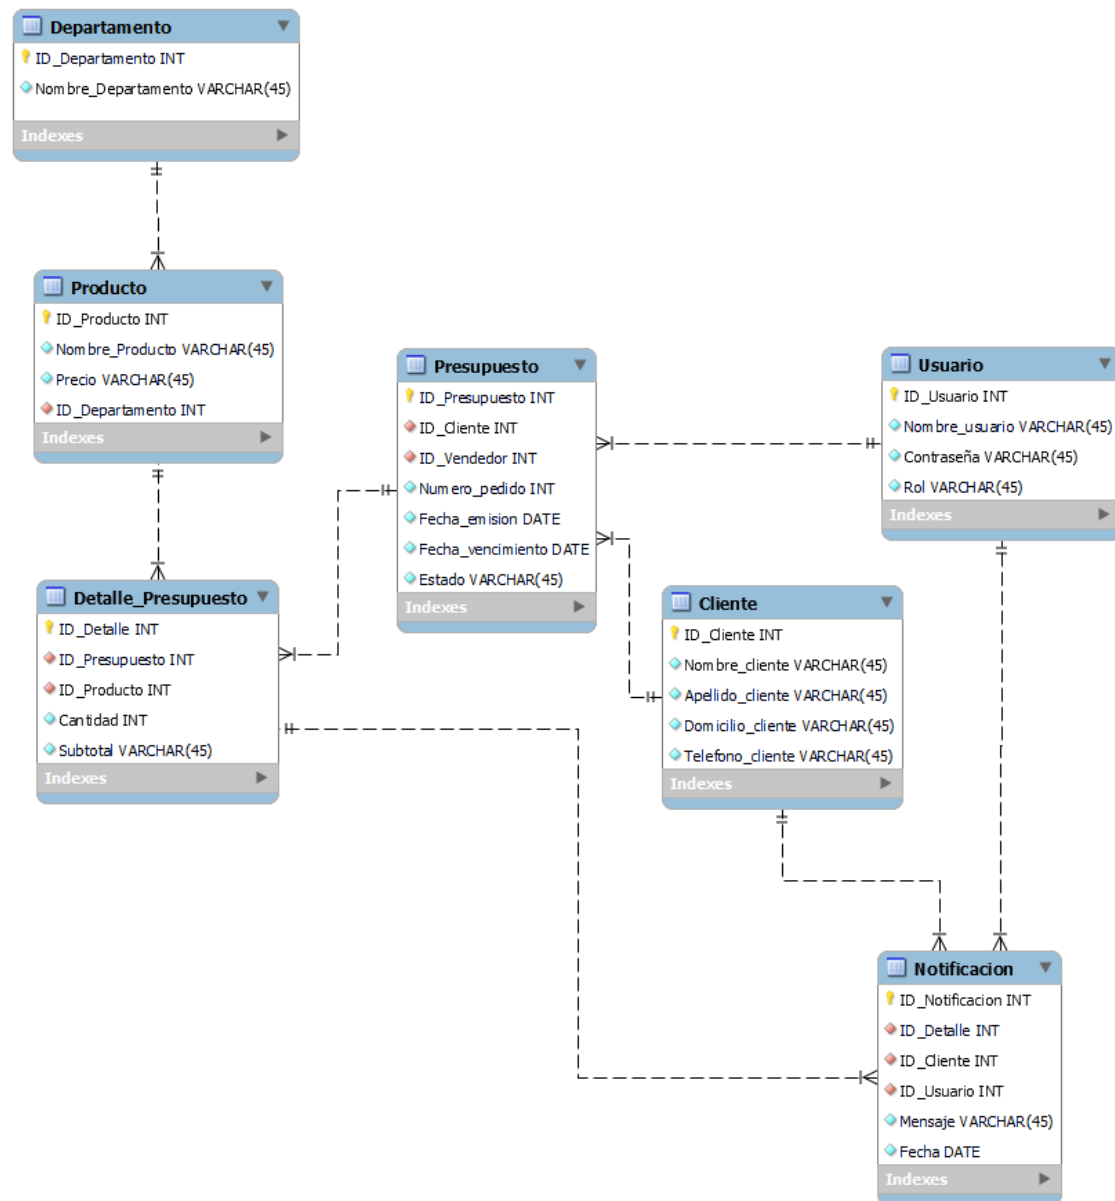 Departamento
ID_Departamento INT
Nombre_Departamento VARCHAR(45)
Indexes
Producto
ID_Producto INT
Nombre_Producto VARCHAR(45)
Precio VARCHAR(45)
ID_Departamento INT
Indexes
Presupuesto
ID_Presupuesto INT
ID_Cliente INT
ID_Vendedor INT
Numero_pedido INT
Fecha_emision DATE
Fecha_vencimiento DATE
Estado VARCHAR(45)
Indexes
Usuario
ID_Usuario INT
Nombre_usuario VARCHAR(45)
Contraseña VARCHAR(45)
Rol VARCHAR(45)
Indexes
Detalle_Presupuesto
ID_Detalle INT
ID_Presupuesto INT
ID_Producto INT
Cantidad INT
Subtotal VARCHAR(45)
Indexes
Cliente
ID_Cliente INT
Nombre_cliente VARCHAR(45)
Apellido_cliente VARCHAR(45)
Domicilio_cliente VARCHAR(45)
Telefono_cliente VARCHAR(45)
Indexes
Notificacion
ID_Notificacion INT
ID_Detalle INT
ID_Cliente INT
ID_Usuario INT
Mensaje VARCHAR(45)
Fecha DATE
Indexes